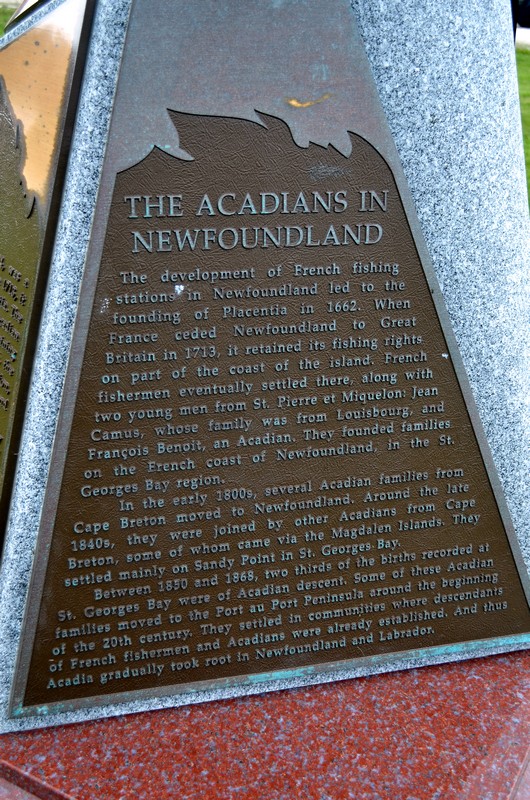 THE ACADIANS IN
NEWFOUNDLAND
The development of French fishing
stations in Newfoundland led to the
founding of Placentia in 1662. When
France ceded Newfoundland to Great
Britain in 1713, it retained its fishing rights
on part of the coast of the island. French
fishermen eventually settled there, along with
two young men from St. Pierre et Miquelon: Jean
Camus, whose family was from Louisbourg, and
François Benoit, an Acadian. They founded families
on the French coast of Newfoundland, in the St.
Georges Bay region.
In the early 1800s, several Acadian families from
Cape Breton moved to Newfoundland. Around the late
1840s, they were joined by other Acadians from Cape
Breton, some of whom came via the Magdalen Islands. They
settled mainly on Sandy Point in St. Georges Bay.
Between 1850 and 1868, two thirds of the births recorded at
St. Georges Bay were of Acadian descent. Some of these Acadian
families moved to the Port au Port Peninsula around the beginning
of the 20th century. They settled in communities where descendants
of French fishermen and Acadians were already established. And thus
Acadia gradually took root in Newfoundland and Labrador.